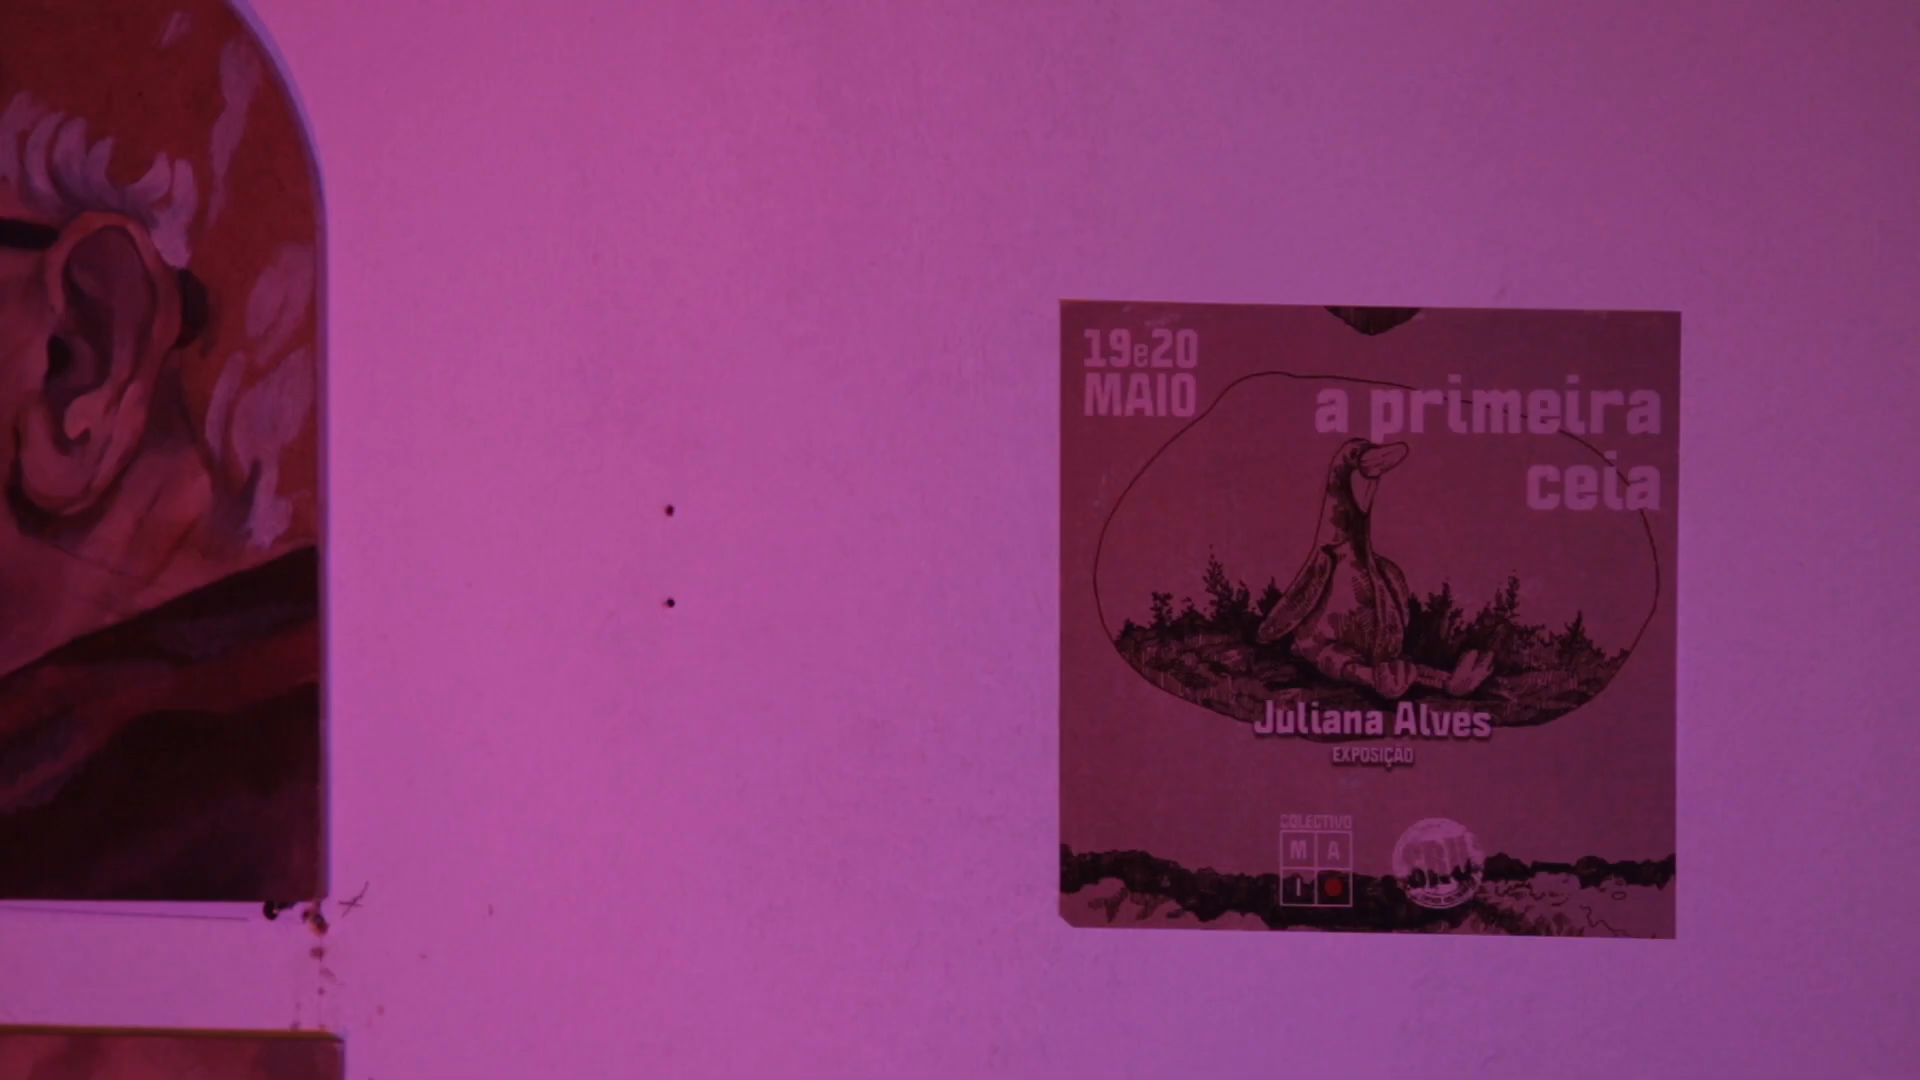 19e20
MAIO
a primeira
ceia
Juliana Alves
EXPOSIÇÃO
COLECTIVO
M A
I